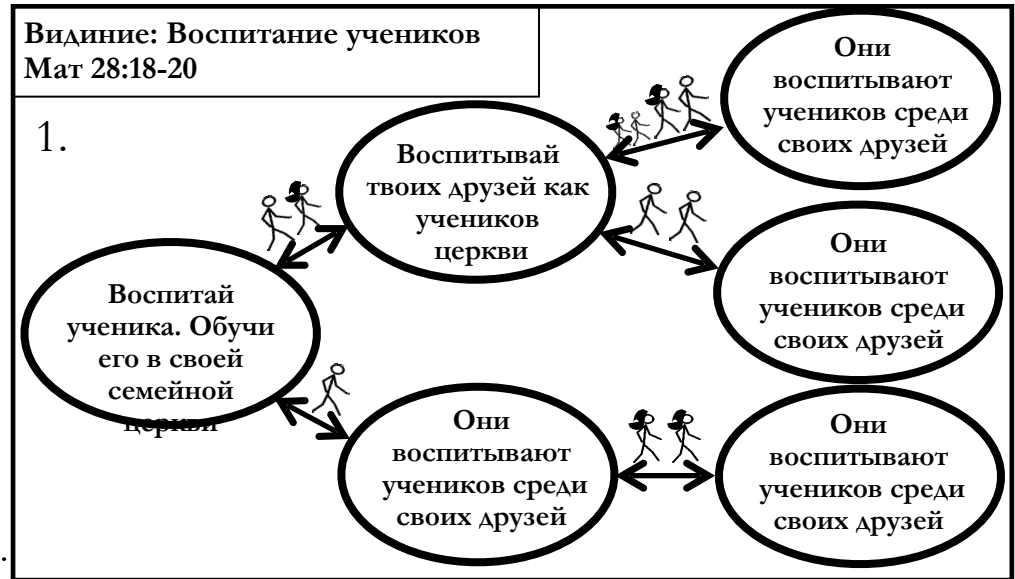 Видиние: Воспитание учеников
Мат 28:18-20
1.
Воспитай
ученика. Обучи
его в своей
семейной
церкви
Воспитывай
твоих друзей как
учеников
церкви
Они
воспитывают
учеников среди
своих друзей
Они
воспитывают
учеников среди
своих друзей
Они
воспитывают
учеников среди
своих друзей
Они
воспитывают
учеников среди
своих друзей
.